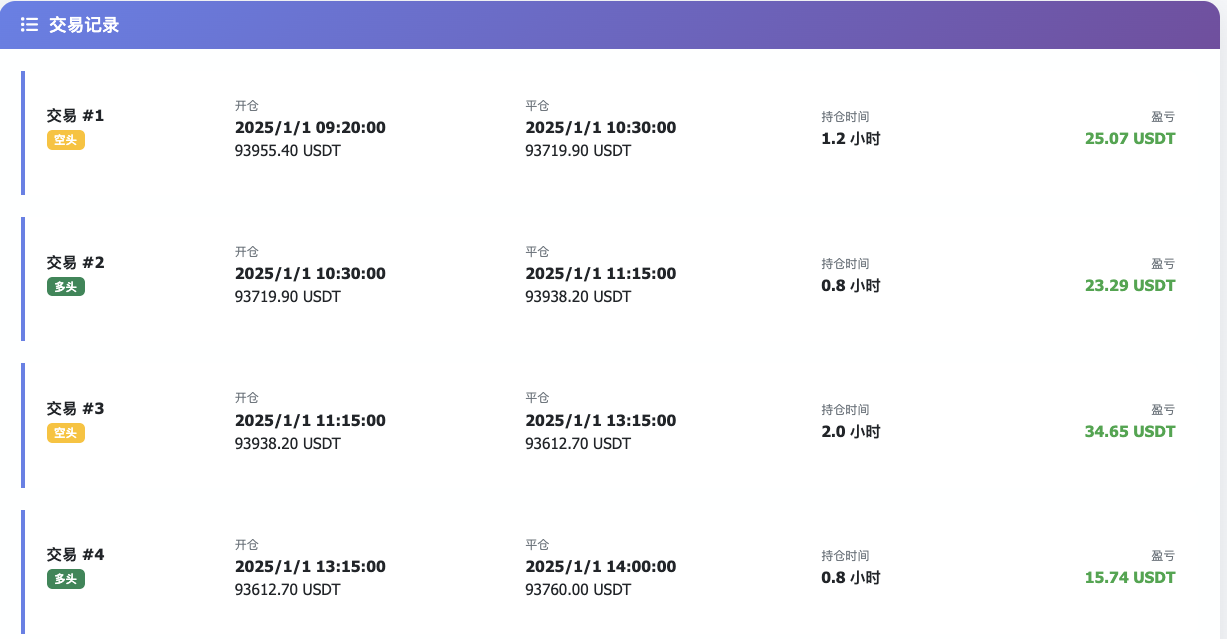 交易记录
交易 #1
空头
开仓
2025/1/1 09:20:00
93955.40 USDT
平仓
2025/1/1 10:30:00
93719.90 USDT
持仓时间
1.2 小时
盈亏
25.07 USDT
交易 #2
多头
开仓
2025/1/1 10:30:00
93719.90 USDT
平仓
2025/1/1 11:15:00
93938.20 USDT
持仓时间
0.8 小时
盈亏
23.29 USDT
交易 #3
空头
开仓
2025/1/1 11:15:00
93938.20 USDT
平仓
2025/1/1 13:15:00
93612.70 USDT
持仓时间
2.0 小时
盈亏
34.65 USDT
交易 #4
多头
开仓
2025/1/1 13:15:00
93612.70 USDT
平仓
2025/1/1 14:00:00
93760.00 USDT
持仓时间
0.8 小时
盈亏
15.74 USDT